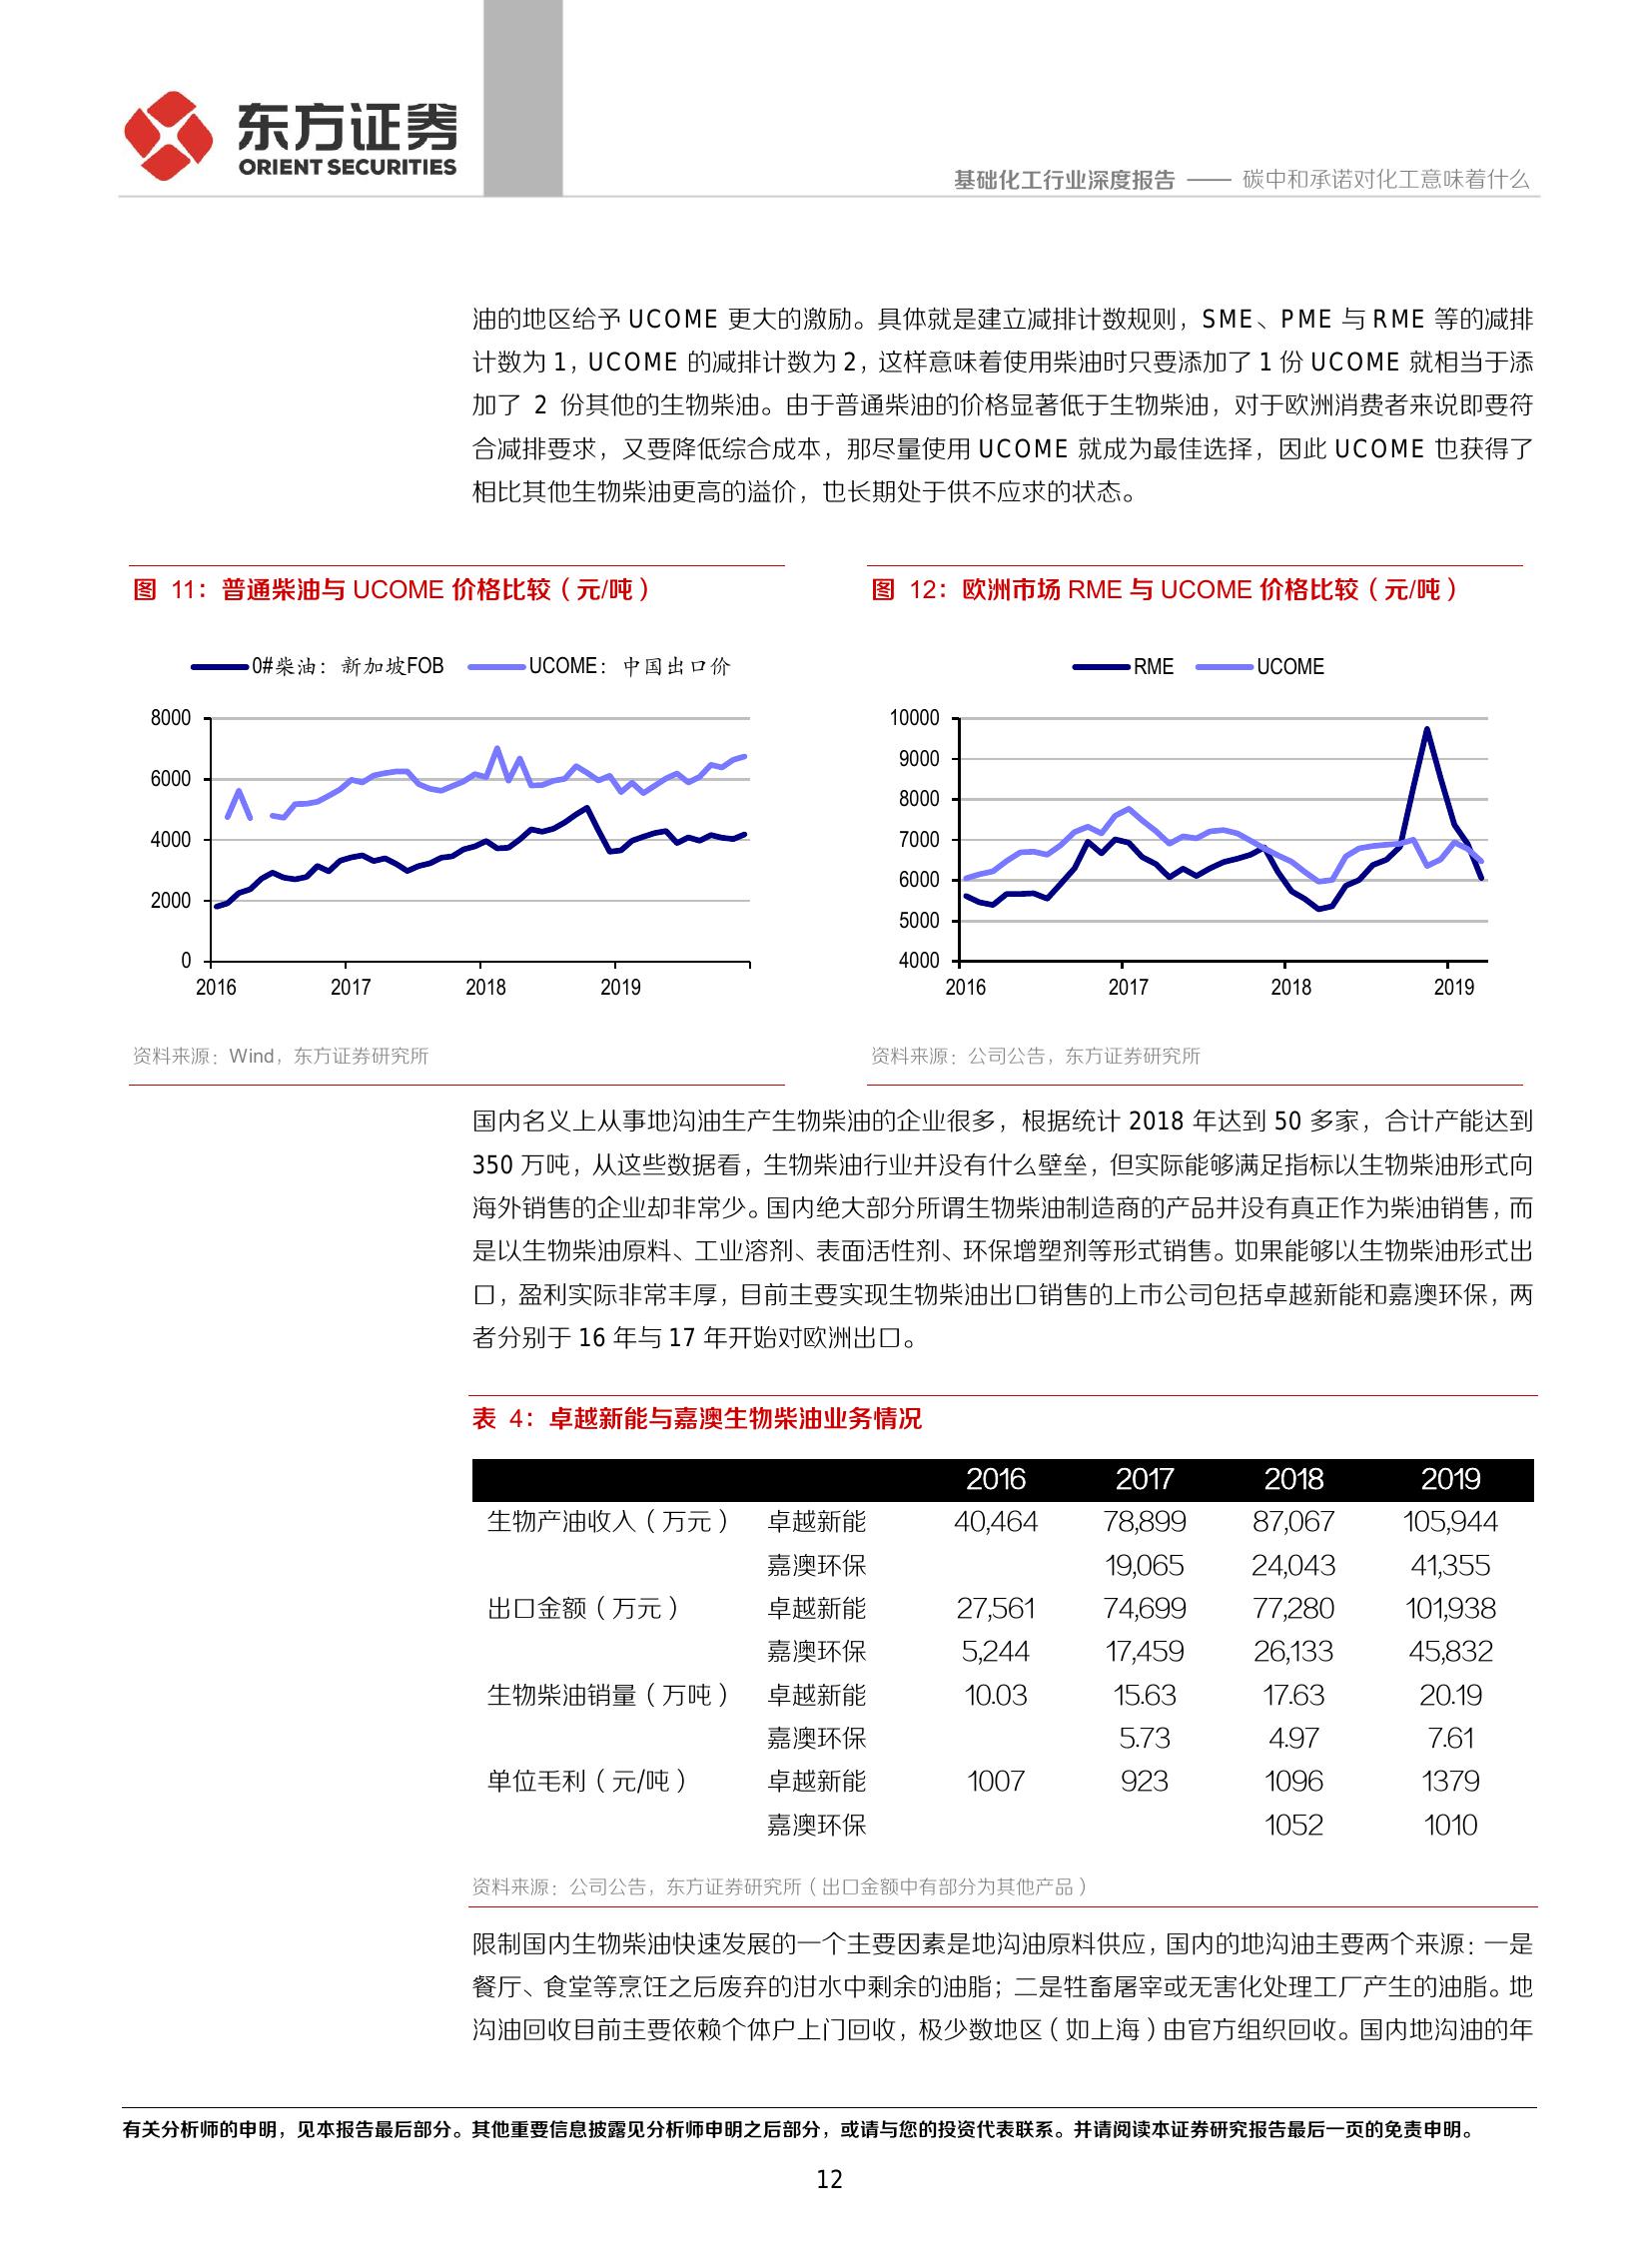 东方证券
ORIENT SECURITIES
基础化工行业深度报告 —— 碳中和承诺对化工意味着什么
油的地区给予 UCOME 更大的激励。具体就是建立减排计数规则，SME、PME 与 RME 等的减排
计数为 1，UCOME 的减排计数为 2，这样意味着使用柴油时只要添加了 1 份 UCOME 就相当于添
加了 2 份其他的生物柴油。由于普通柴油的价格显著低于生物柴油，对于欧洲消费者来说即要符
合减排要求，又要降低综合成本，那尽量使用 UCOME 就成为最佳选择，因此 UCOME 也获得了
相比其他生物柴油更高的溢价，也长期处于供不应求的状态。
图 11：普通柴油与 UCOME 价格比较（元/吨）
0#柴油：新加坡FOB UCOME：中国出口价
8000
6000
4000
2000
0
2016 2017 2018 2019
资料来源：Wind，东方证券研究所
图 12：欧洲市场 RME 与 UCOME 价格比较（元/吨）
RME UCOME
10000
9000
8000
7000
6000
5000
4000
2016 2017 2018 2019
资料来源：公司公告，东方证券研究所
国内名义上从事地沟油生产生物柴油的企业很多，根据统计 2018 年达到 50 多家，合计产能达到
350 万吨，从这些数据看，生物柴油行业并没有什么壁垒，但实际能够满足指标以生物柴油形式向
海外销售的企业却非常少。国内绝大部分所谓生物柴油制造商的产品并没有真正作为柴油销售，而
是以生物柴油原料、工业溶剂、表面活性剂、环保增塑剂等形式销售。如果能够以生物柴油形式出
口，盈利实际非常丰厚，目前主要实现生物柴油出口销售的上市公司包括卓越新能和嘉澳环保，两
者分别于 16 年与 17 年开始对欧洲出口。
表 4：卓越新能与嘉澳生物柴油业务情况
2016 2017 2018 2019
生物产油收入（万元） 卓越新能 40,464 78,899 87,067 105,944
嘉澳环保 19,065 24,043 41,355
出口金额（万元） 卓越新能 27,561 74,699 77,280 101,938
嘉澳环保 5,244 17,459 26,133 45,832
生物柴油销量（万吨） 卓越新能 10.03 15.63 17.63 20.19
嘉澳环保 5.73 4.97 7.61
单位毛利（元/吨） 卓越新能 1007 923 1096 1379
嘉澳环保 1052 1010
资料来源：公司公告，东方证券研究所（出口金额中有部分为其他产品）
限制国内生物柴油快速发展的一个主要因素是地沟油原料供应，国内的地沟油主要两个来源：一是
餐厅、食堂等烹饪之后废弃的泔水中剩余的油脂；二是牲畜屠宰或无害化处理工厂产生的油脂。地
沟油回收目前主要依赖个体户上门回收，极少数地区（如上海）由官方组织回收。国内地沟油的年
有关分析师的申明，见本报告最后部分。其他重要信息披露见分析师申明之后部分，或请与您的投资代表联系。并请阅读本证券研究报告最后一页的免责申明。
12